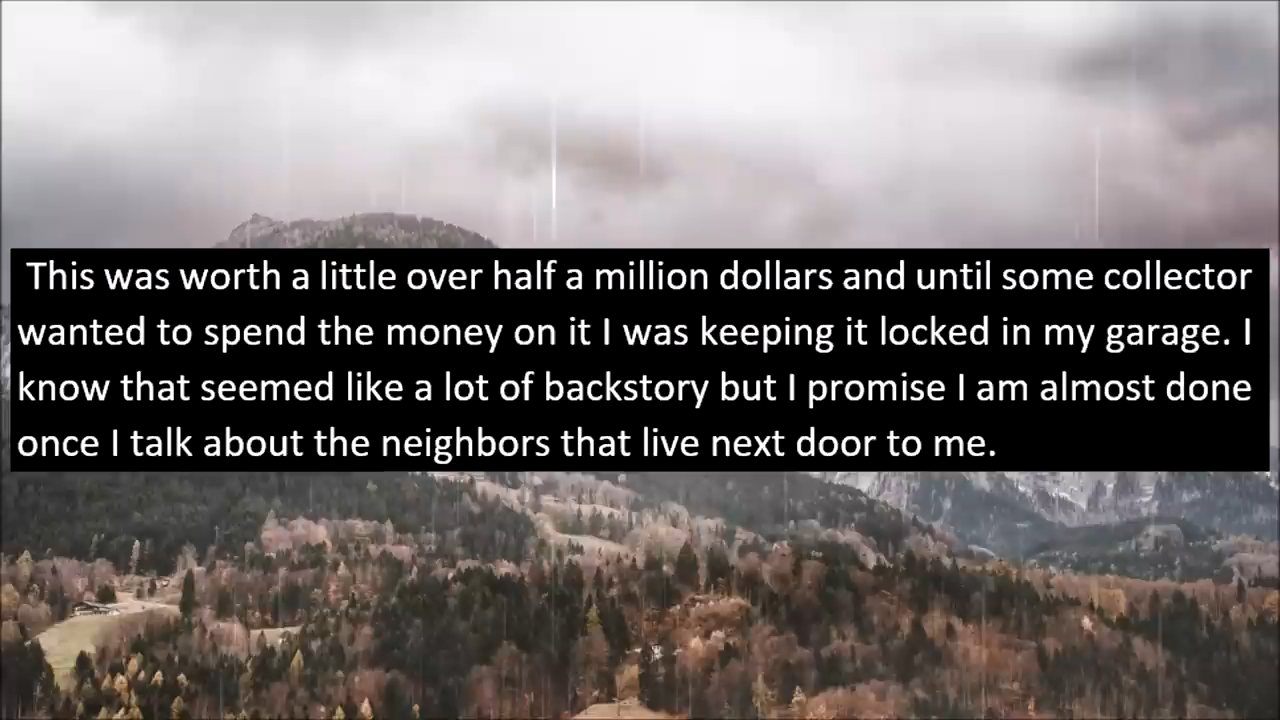 This was worth a little over half a million dollars and until some collector
wanted to spend the money on it I was keeping it locked in my garage. I
know that seemed like a lot of backstory but I promise I am almost done
once I talk about the neighbors that live next door to me.